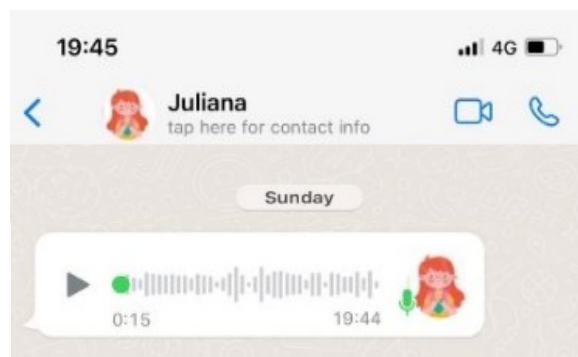 19:45 4G
Juliana
tap here for contact info
Sunday
0:15 19:44